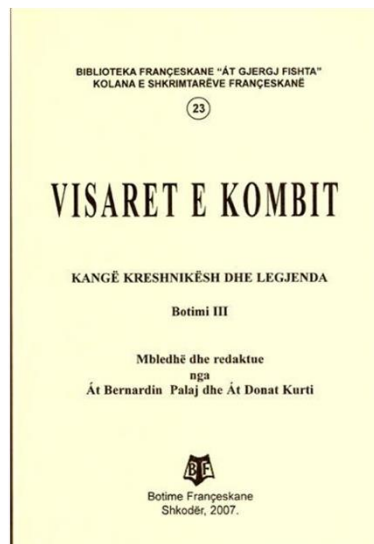 BIBLIOTEKA FRANÇESKANE "ÁT GJERGJ FISHTA"
KOLANA E SHKRIMTARËVE FRANÇESKANË
23
VISARET E KOMBIT
KANGË KRESHNIKËSH DHE LEGJENDA
Botimi III
Mbledhë dhe redaktue
nga
Át Bernardin Palaj dhe Át Donat Kurti
BF
Botime Françeskane
Shkodër, 2007.